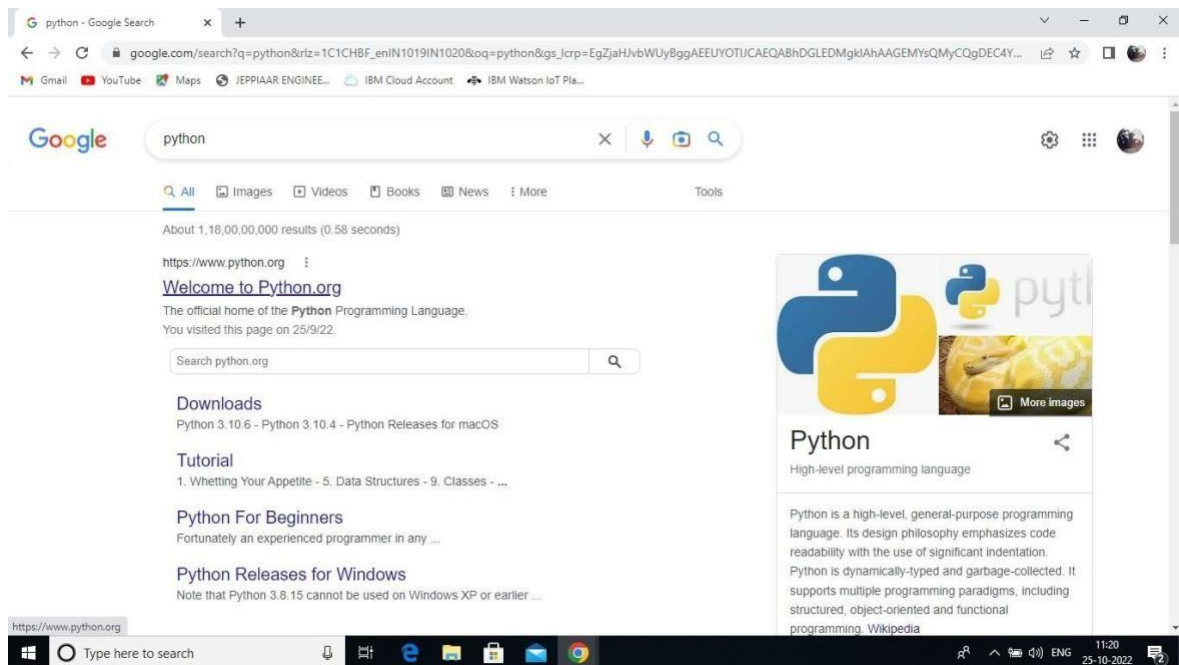 python - Google Search
google.com/search?q=python&rlz=1C1CHBF_enIN1019IN1020&oq=python&gs_lcrp=EgZjaHJvbWUyBggAEEUYOTIJCAEQABhDGLEDMgkIAhAAGEMYsQMyCQgDEC4Y...
Gmail YouTube Maps JEPPIAAR ENGINEE... IBM Cloud Account IBM Watson IoT Pla...
Google
python
All Images Videos Books News More Tools
About 1,18,00,00,000 results (0.58 seconds)
https://www.python.org
Welcome to Python.org
The official home of the Python Programming Language.
You visited this page on 25/9/22.
Search python.org
Downloads
Python 3.10.6 - Python 3.10.4 - Python Releases for macOS
Tutorial
1. Whetting Your Appetite - 5. Data Structures - 9. Classes - ...
Python For Beginners
Fortunately an experienced programmer in any ...
Python Releases for Windows
Note that Python 3.8.15 cannot be used on Windows XP or earlier ...
pytl
More images
Python
High-level programming language
Python is a high-level, general-purpose programming
language. Its design philosophy emphasizes code
readability with the use of significant indentation.
Python is dynamically-typed and garbage-collected. It
supports multiple programming paradigms, including
structured, object-oriented and functional
programming. Wikipedia
https://www.python.org
Type here to search
ENG
11:20
25-10-2022
2